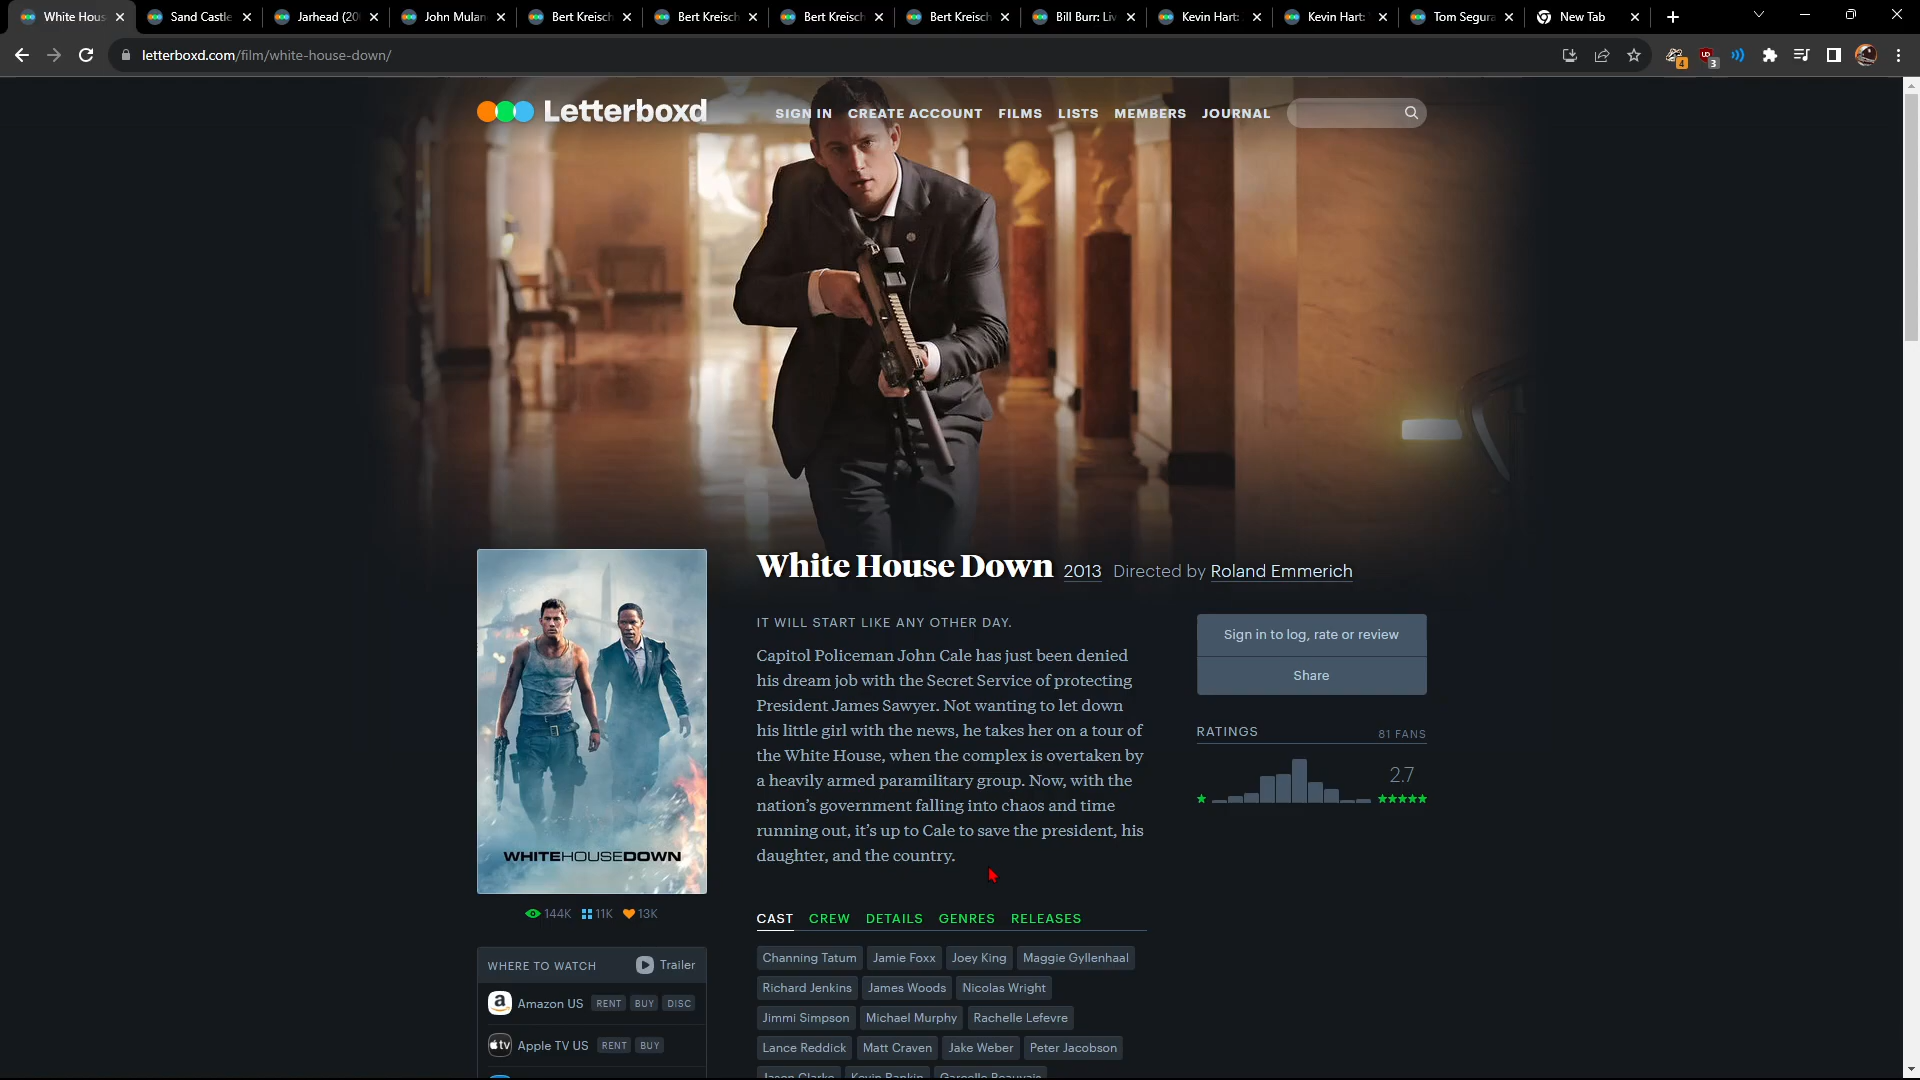 White Hous
Sand Castle
Jarhead (20
John Mulan
Bert Kreisch
Bert Kreisch
Bert Kreisch
Bert Kreisch
Bill Burr: Liv
Kevin Hart:
Kevin Hart:
Tom Segura
New Tab
letterboxd.com/film/white-house-down/
4
3
Letterboxd
SIGN IN
CREATE ACCOUNT
FILMS
LISTS
MEMBERS
JOURNAL
White House Down 2013 Directed by Roland Emmerich
IT WILL START LIKE ANY OTHER DAY.
Capitol Policeman John Cale has just been denied
his dream job with the Secret Service of protecting
President James Sawyer. Not wanting to let down
his little girl with the news, he takes her on a tour of
the White House, when the complex is overtaken by
a heavily armed paramilitary group. Now, with the
nation's government falling into chaos and time
running out, it's up to Cale to save the president, his
daughter, and the country.
Sign in to log, rate or review
Share
RATINGS
81 FANS
2.7
WHITEHOUSEDOWN
144K
11K
13K
WHERE TO WATCH
Trailer
Amazon US RENT BUY DISC
Apple TV US RENT BUY
CAST CREW DETAILS GENRES RELEASES
Channing Tatum Jamie Foxx Joey King Maggie Gyllenhaal
Richard Jenkins James Woods Nicolas Wright
Jimmi Simpson Michael Murphy Rachelle Lefevre
Lance Reddick Matt Craven Jake Weber Peter Jacobson
Jason Clarke Kevin Rankin Garcelle Beauvais